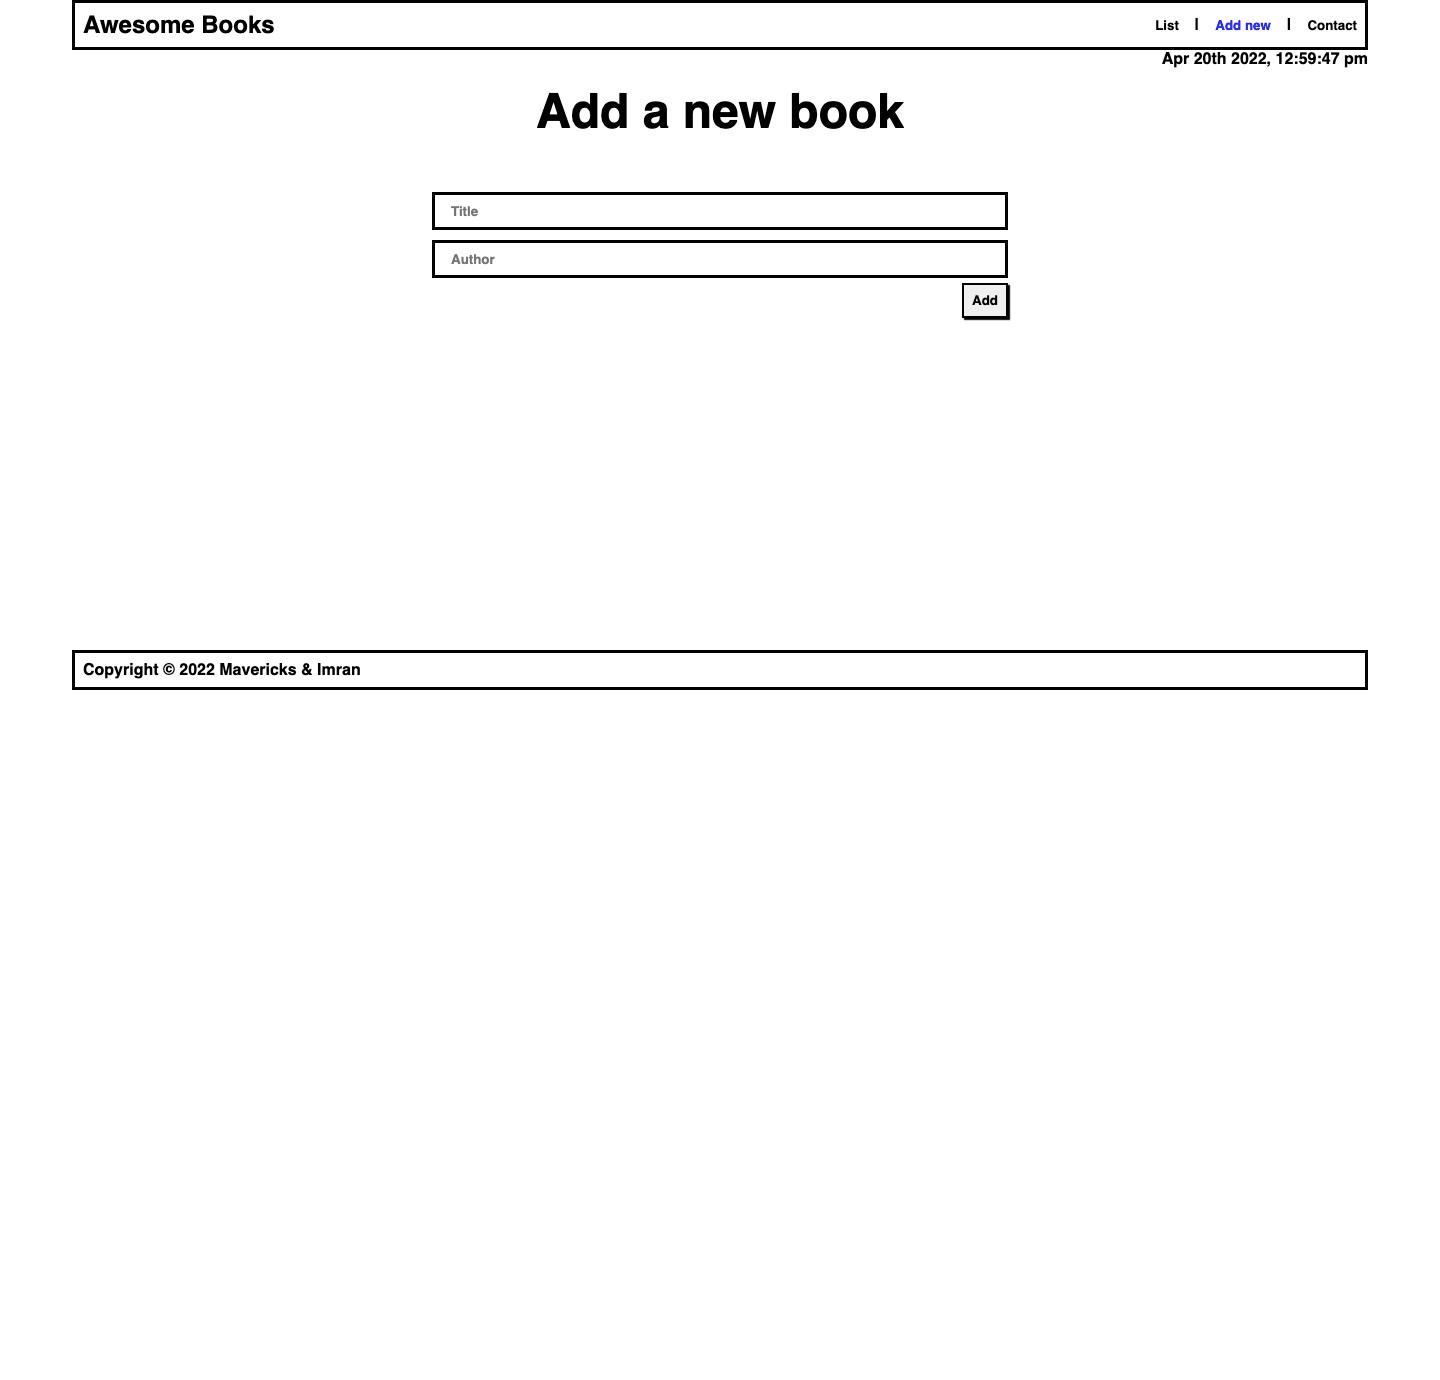 Awesome Books
List | Add new | Contact
Apr 20th 2022, 12:59:47 pm
Add a new book
Title
Author
Add
Copyright © 2022 Mavericks & Imran